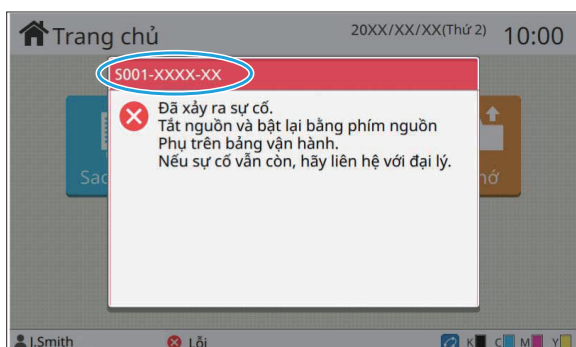 Trang chủ
20XX/XX/XX(Thứ 2)
10:00
S001-XXXX-XX
Đã xảy ra sự cố.
Tắt nguồn và bật lại bằng phím nguồn
Phụ trên bảng vận hành.
Nếu sự cố vẫn còn, hãy liên hệ với đại lý.
J.Smith
Lỗi
K C M Y